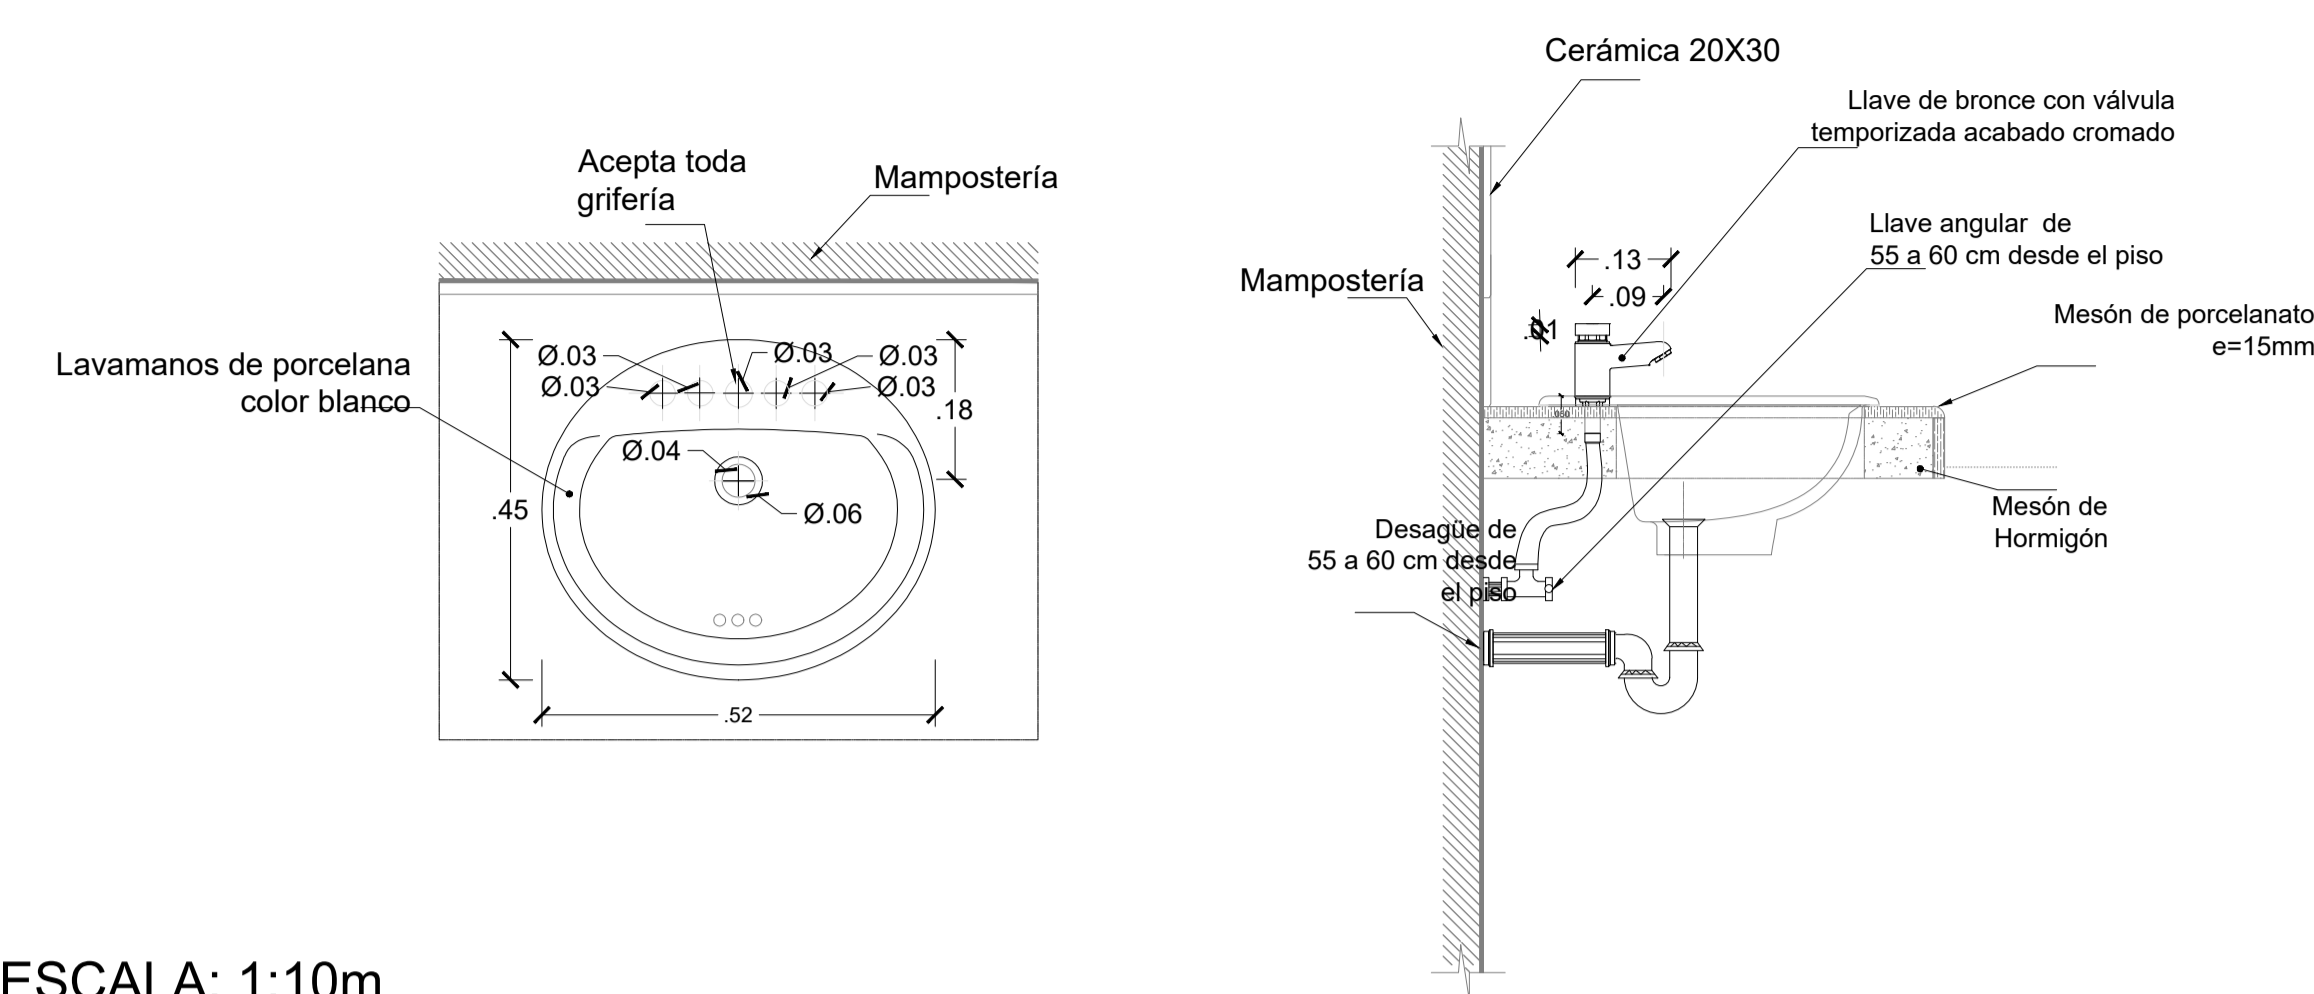 Acepta toda
grifería
Mampostería
Lavamanos de porcelana
color blanco
Ø.03
Ø.03
Ø.03
Ø.03
Ø.03
.18
Ø.04
Ø.06
.45
.52
Cerámica 20X30
Llave de bronce con válvula
temporizada acabado cromado
Llave angular de
55 a 60 cm desde el piso
Mampostería
.13
.09
Mesón de porcelanato
e=15mm
Mesón de
Hormigón
Desagüe de
55 a 60 cm desde
el piso
ESCALA: 1:10m